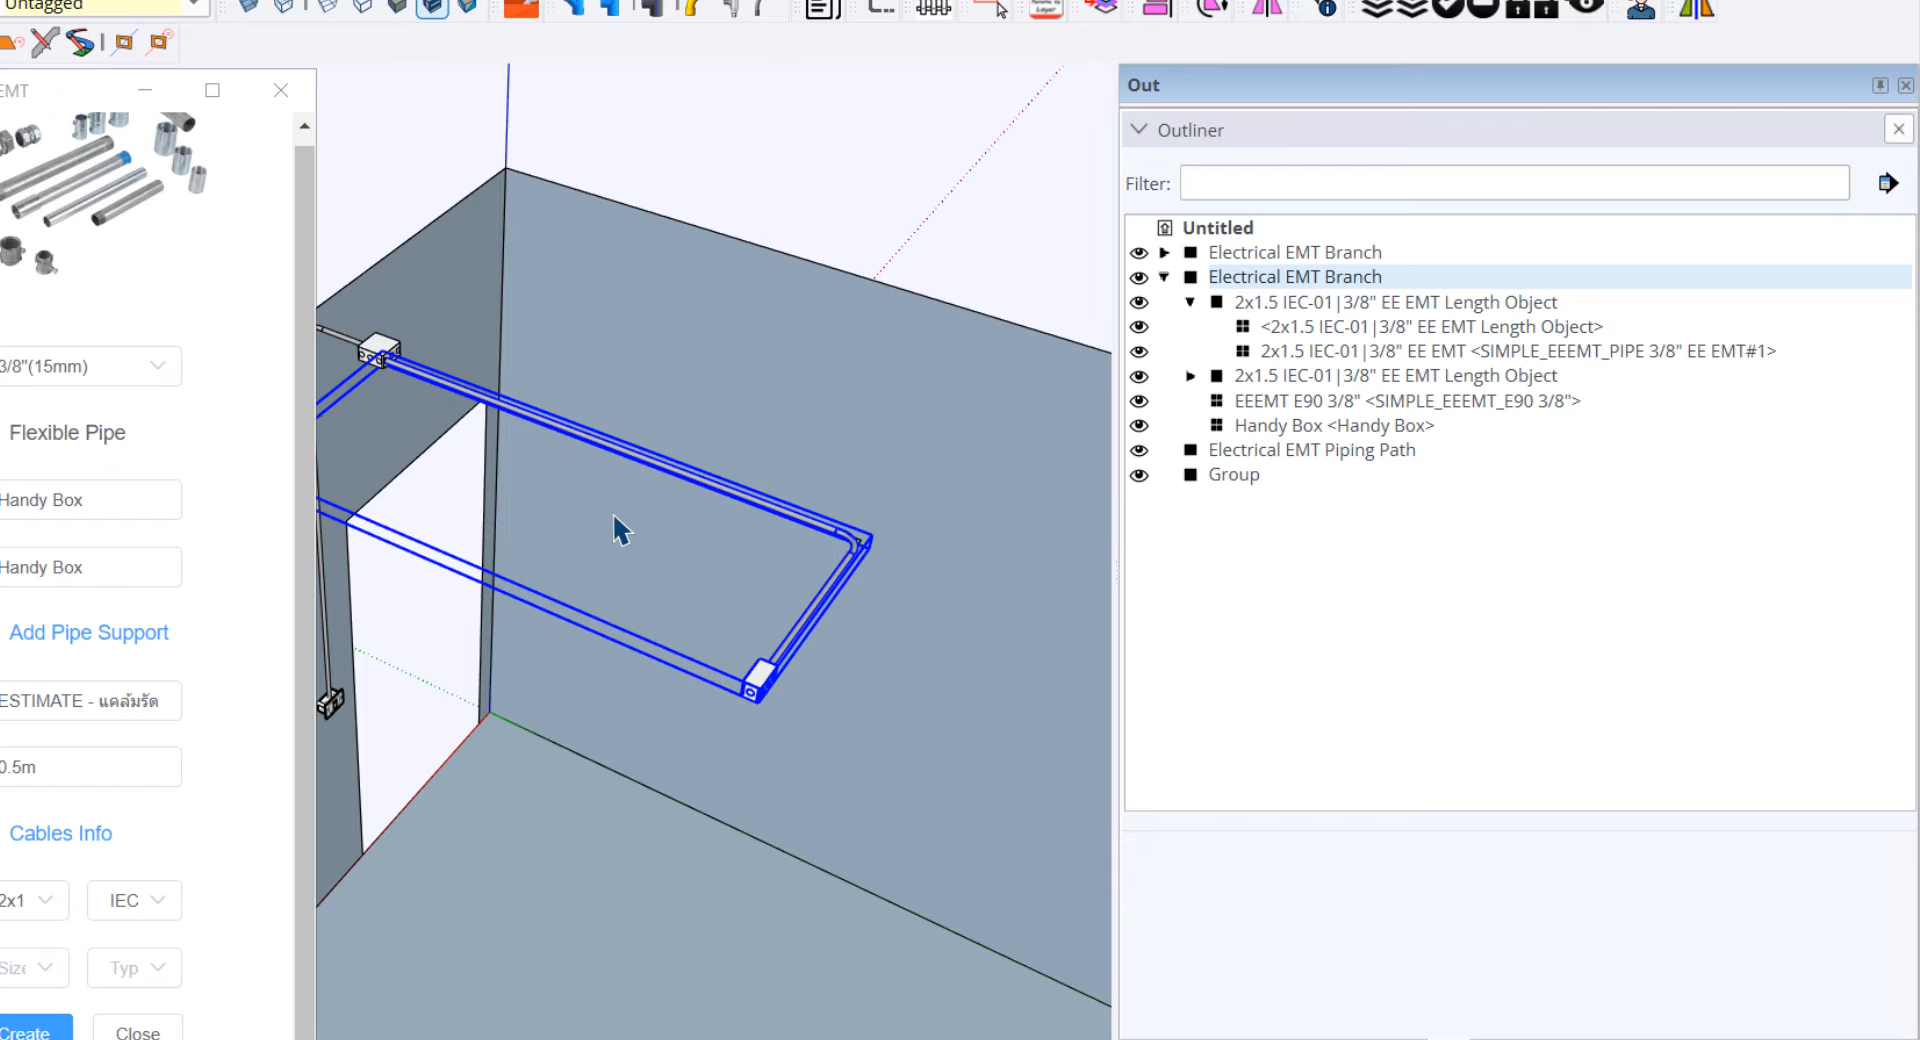 Untagged
EMT
3/8"(15mm)
Flexible Pipe
Handy Box
Handy Box
Add Pipe Support
ESTIMATE - แคล้มรัด
0.5m
Cables Info
2x1
IEC
Size
Typ
Create
Close
Layer
Out
Outliner
Filter:
Untitled
Electrical EMT Branch
Electrical EMT Branch
2x1.5 IEC-01|3/8" EE EMT Length Object
<2x1.5 IEC-01|3/8" EE EMT Length Object>
2x1.5 IEC-01|3/8" EE EMT <SIMPLE_EEEMT_PIPE 3/8" EE EMT#1>
2x1.5 IEC-01|3/8" EE EMT Length Object
EEEMT E90 3/8" <SIMPLE_EEEMT_E90 3/8">
Handy Box <Handy Box>
Electrical EMT Piping Path
Group